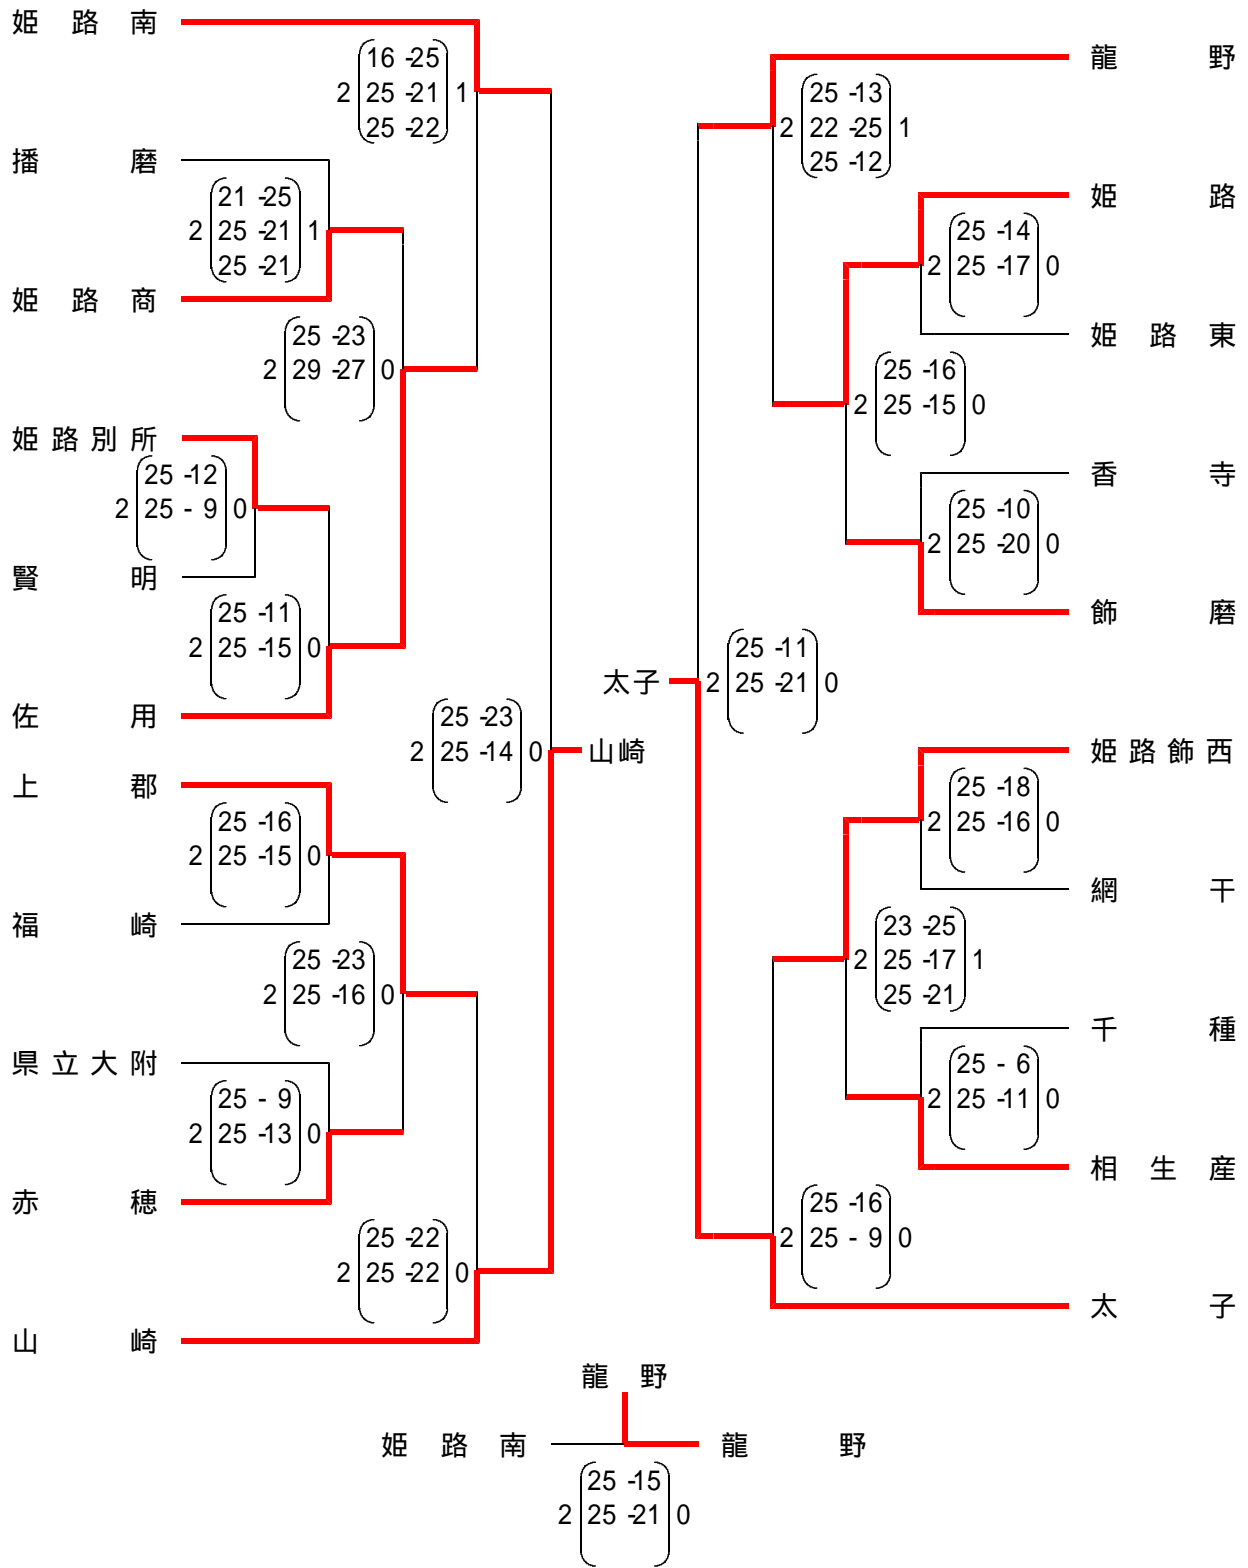 姫路南
16 -25
2 25 -21 1
25 -22
播磨
21 -25
2 25 -21 1
25 -21
姫路商
25 -23
2 29 -27 0
姫路別所
25 -12
2 25 - 9 0
賢明
25 -11
2 25 -15 0
佐用
25 -23
2 25 -14 0
山崎
上郡
25 -16
2 25 -15 0
福崎
25 -23
2 25 -16 0
県立大附
25 - 9
2 25 -13 0
赤穂
25 -22
2 25 -22 0
山崎
龍野
25 -13
2 22 -25 1
25 -12
姫路
25 -14
2 25 -17 0
姫路東
25 -16
2 25 -15 0
香寺
25 -10
2 25 -20 0
飾磨
太子
25 -11
2 25 -21 0
姫路飾西
25 -18
2 25 -16 0
網干
23 -25
2 25 -17 1
25 -21
千種
25 - 6
2 25 -11 0
相生産
25 -16
2 25 - 9 0
太子
龍野
姫路南 龍野
25 -15
2 25 -21 0